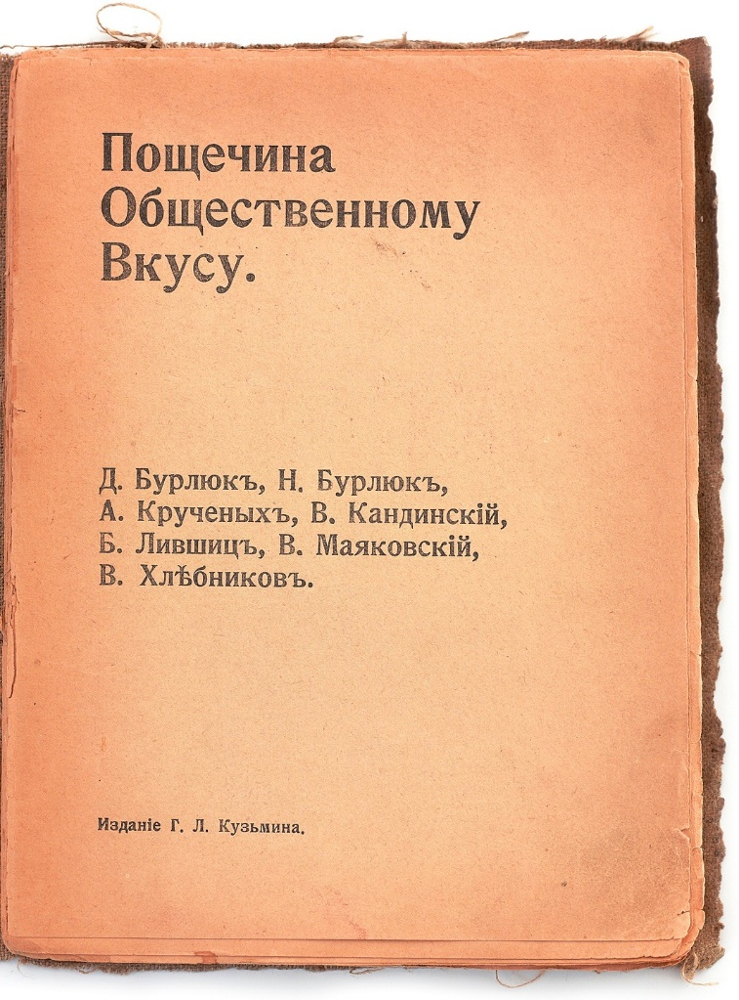 Пощечина
Общественному
Вкусу.
Д. Бурлюкъ, Н. Бурлюкъ,
А. Крученыхъ, В. Кандинскій,
Б. Лившицъ, В. Маяковскій,
В. Хлѣбниковъ.
Изданіе Г. Л. Кузьмина.